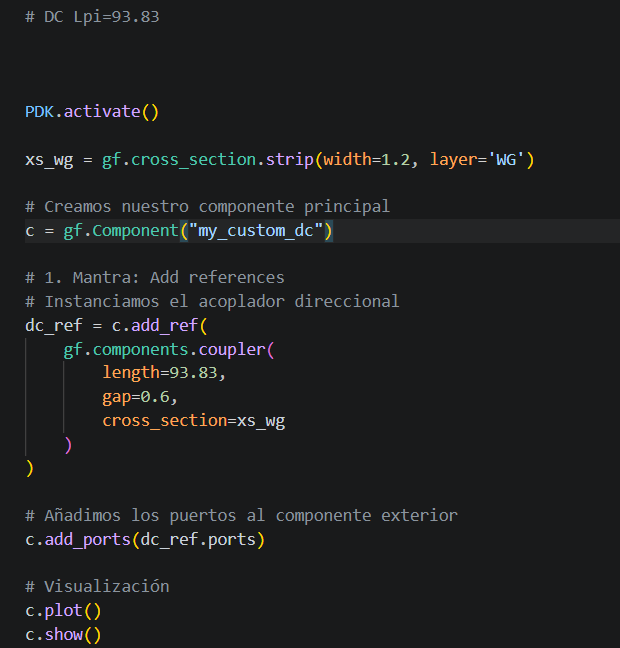 # DC Lpi=93.83
PDK.activate()
xs_wg = gf.cross_section.strip(width=1.2, layer='WG')
# Creamos nuestro componente principal
c = gf.Component("my_custom_dc")
# 1. Mantra: Add references
# Instanciamos el acoplador direccional
dc_ref = c.add_ref(
    gf.components.coupler(
        length=93.83,
        gap=0.6,
        cross_section=xs_wg
    )
)
# Añadimos los puertos al componente exterior
c.add_ports(dc_ref.ports)
# Visualización
c.plot()
c.show()